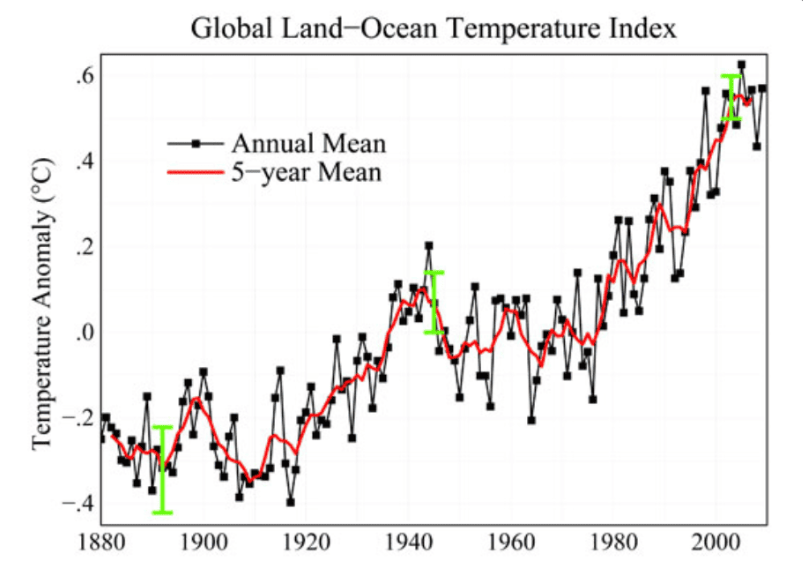 Global Land−Ocean Temperature Index
.6
.4
.2
.0
−.2
−.4
Temperature Anomaly (°C)
Annual Mean
5−year Mean
1880 1900 1920 1940 1960 1980 2000